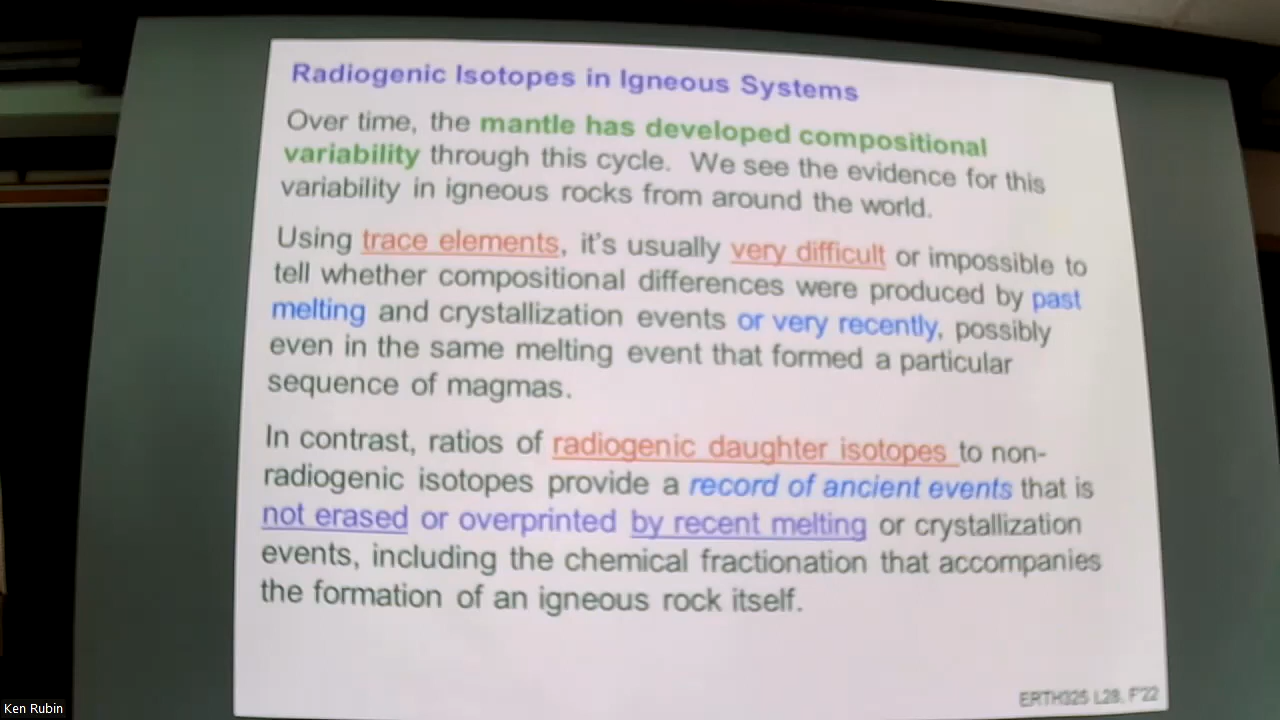 Radiogenic Isotopes in Igneous Systems
Over time, the mantle has developed compositional
variability through this cycle. We see the evidence for this
variability in igneous rocks from around the world.
Using trace elements, it's usually very difficult or impossible to
tell whether compositional differences were produced by past
melting and crystallization events or very recently, possibly
even in the same melting event that formed a particular
sequence of magmas.
In contrast, ratios of radiogenic daughter isotopes to non-
radiogenic isotopes provide a record of ancient events that is
not erased or overprinted by recent melting or crystallization
events, including the chemical fractionation that accompanies
the formation of an igneous rock itself.
ERTH325 L28, F'22
Ken Rubin